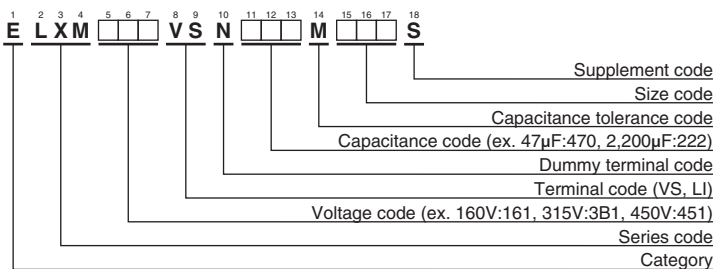 1 2 3 4 5 6 7 8 9 10 11 12 13 14 15 16 17 18
E LXM □□□ VS N □□□ M □□□ S
Supplement code
Size code
Capacitance tolerance code
Capacitance code (ex. 47µF:470, 2,200µF:222)
Dummy terminal code
Terminal code (VS, LI)
Voltage code (ex. 160V:161, 315V:3B1, 450V:451)
Series code
Category